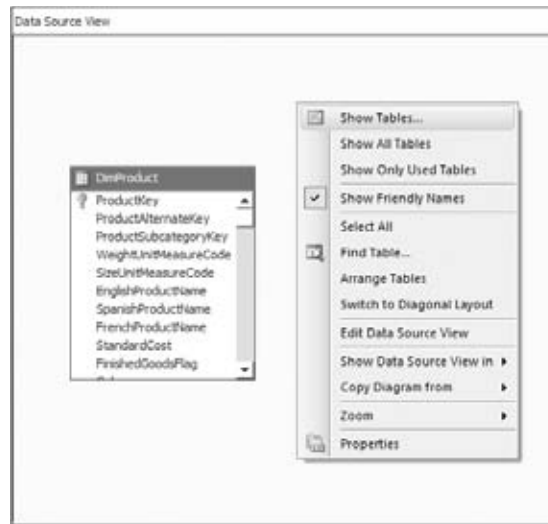 Data Source View
DimProduct
ProductKey
ProductAlternateKey
ProductSubcategoryKey
WeightUnitMeasureCode
SizeUnitMeasureCode
EnglishProductName
SpanishProductName
FrenchProductName
StandardCost
FinishedGoodsFlag
Show Tables...
Show All Tables
Show Only Used Tables
Show Friendly Names
Select All
Find Table...
Arrange Tables
Switch to Diagonal Layout
Edit Data Source View
Show Data Source View in
Copy Diagram from
Zoom
Properties